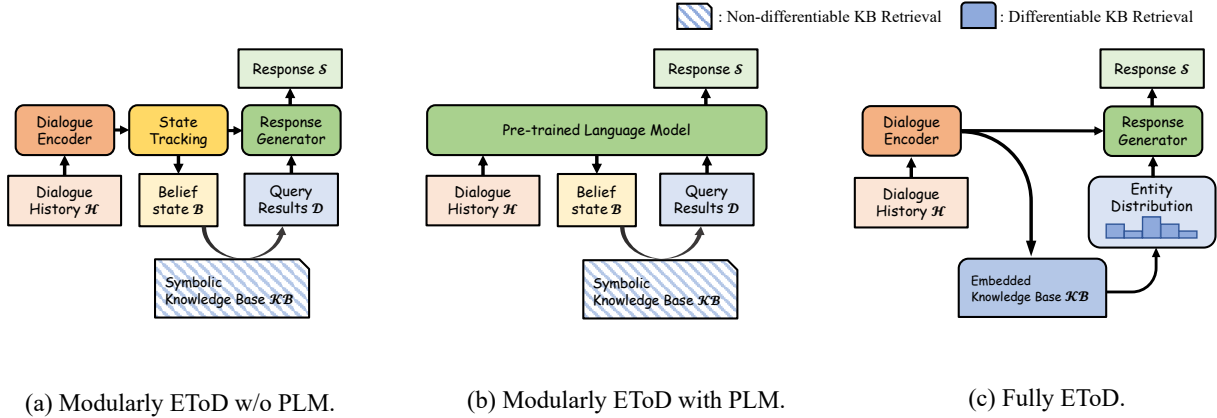 : Non-differentiable KB Retrieval
: Differentiable KB Retrieval
Response 𝓢
Dialogue
Encoder
State
Tracking
Response
Generator
Dialogue
History 𝓗
Belief
state 𝓑
Query
Results 𝓓
Symbolic
Knowledge Base 𝓚𝓑
(a) Modularly EToD w/o PLM.
Response 𝓢
Pre-trained Language Model
Dialogue
History 𝓗
Belief
state 𝓑
Query
Results 𝓓
Symbolic
Knowledge Base 𝓚𝓑
(b) Modularly EToD with PLM.
Response 𝓢
Dialogue
Encoder
Response
Generator
Dialogue
History 𝓗
Entity
Distribution
Embedded
Knowledge Base 𝓚𝓑
(c) Fully EToD.